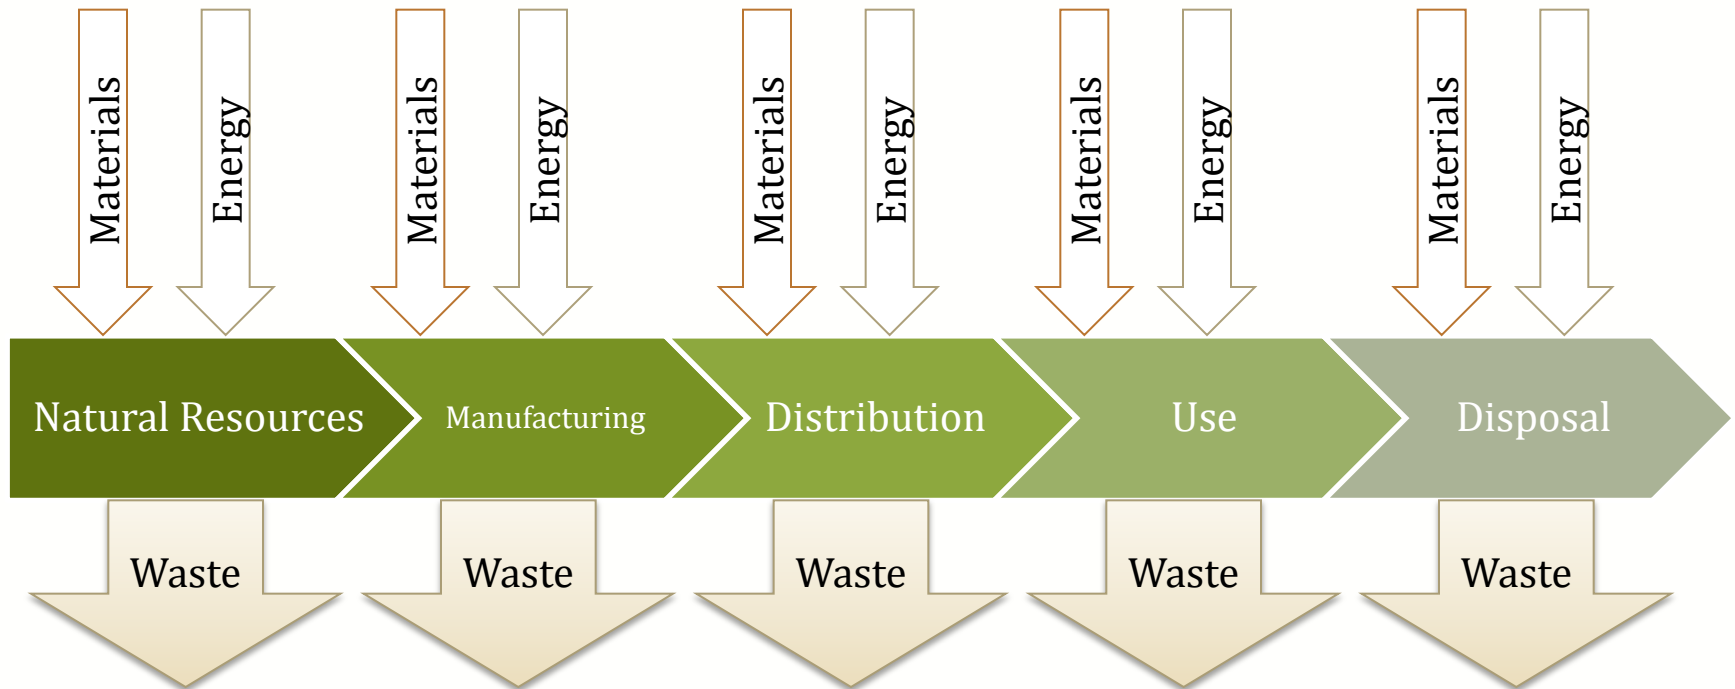 Materials
Energy
Materials
Energy
Materials
Energy
Materials
Energy
Materials
Energy
Natural Resources
Manufacturing
Distribution
Use
Disposal
Waste
Waste
Waste
Waste
Waste